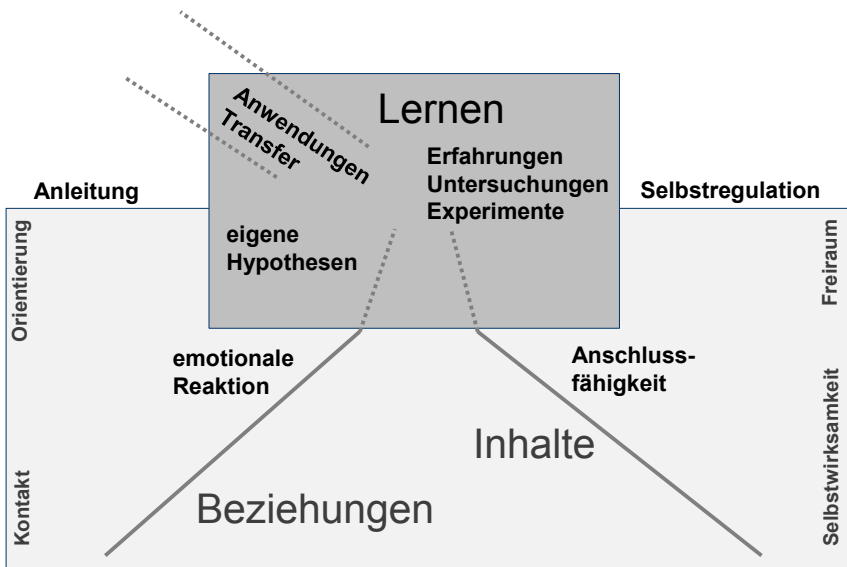 Lernen
Anwendungen
Transfer
Erfahrungen
Untersuchungen
Experimente
Anleitung
Selbstregulation
eigene
Hypothesen
Orientierung
Freiraum
emotionale
Reaktion
Anschluss-
fähigkeit
Inhalte
Beziehungen
Kontakt
Selbstwirksamkeit